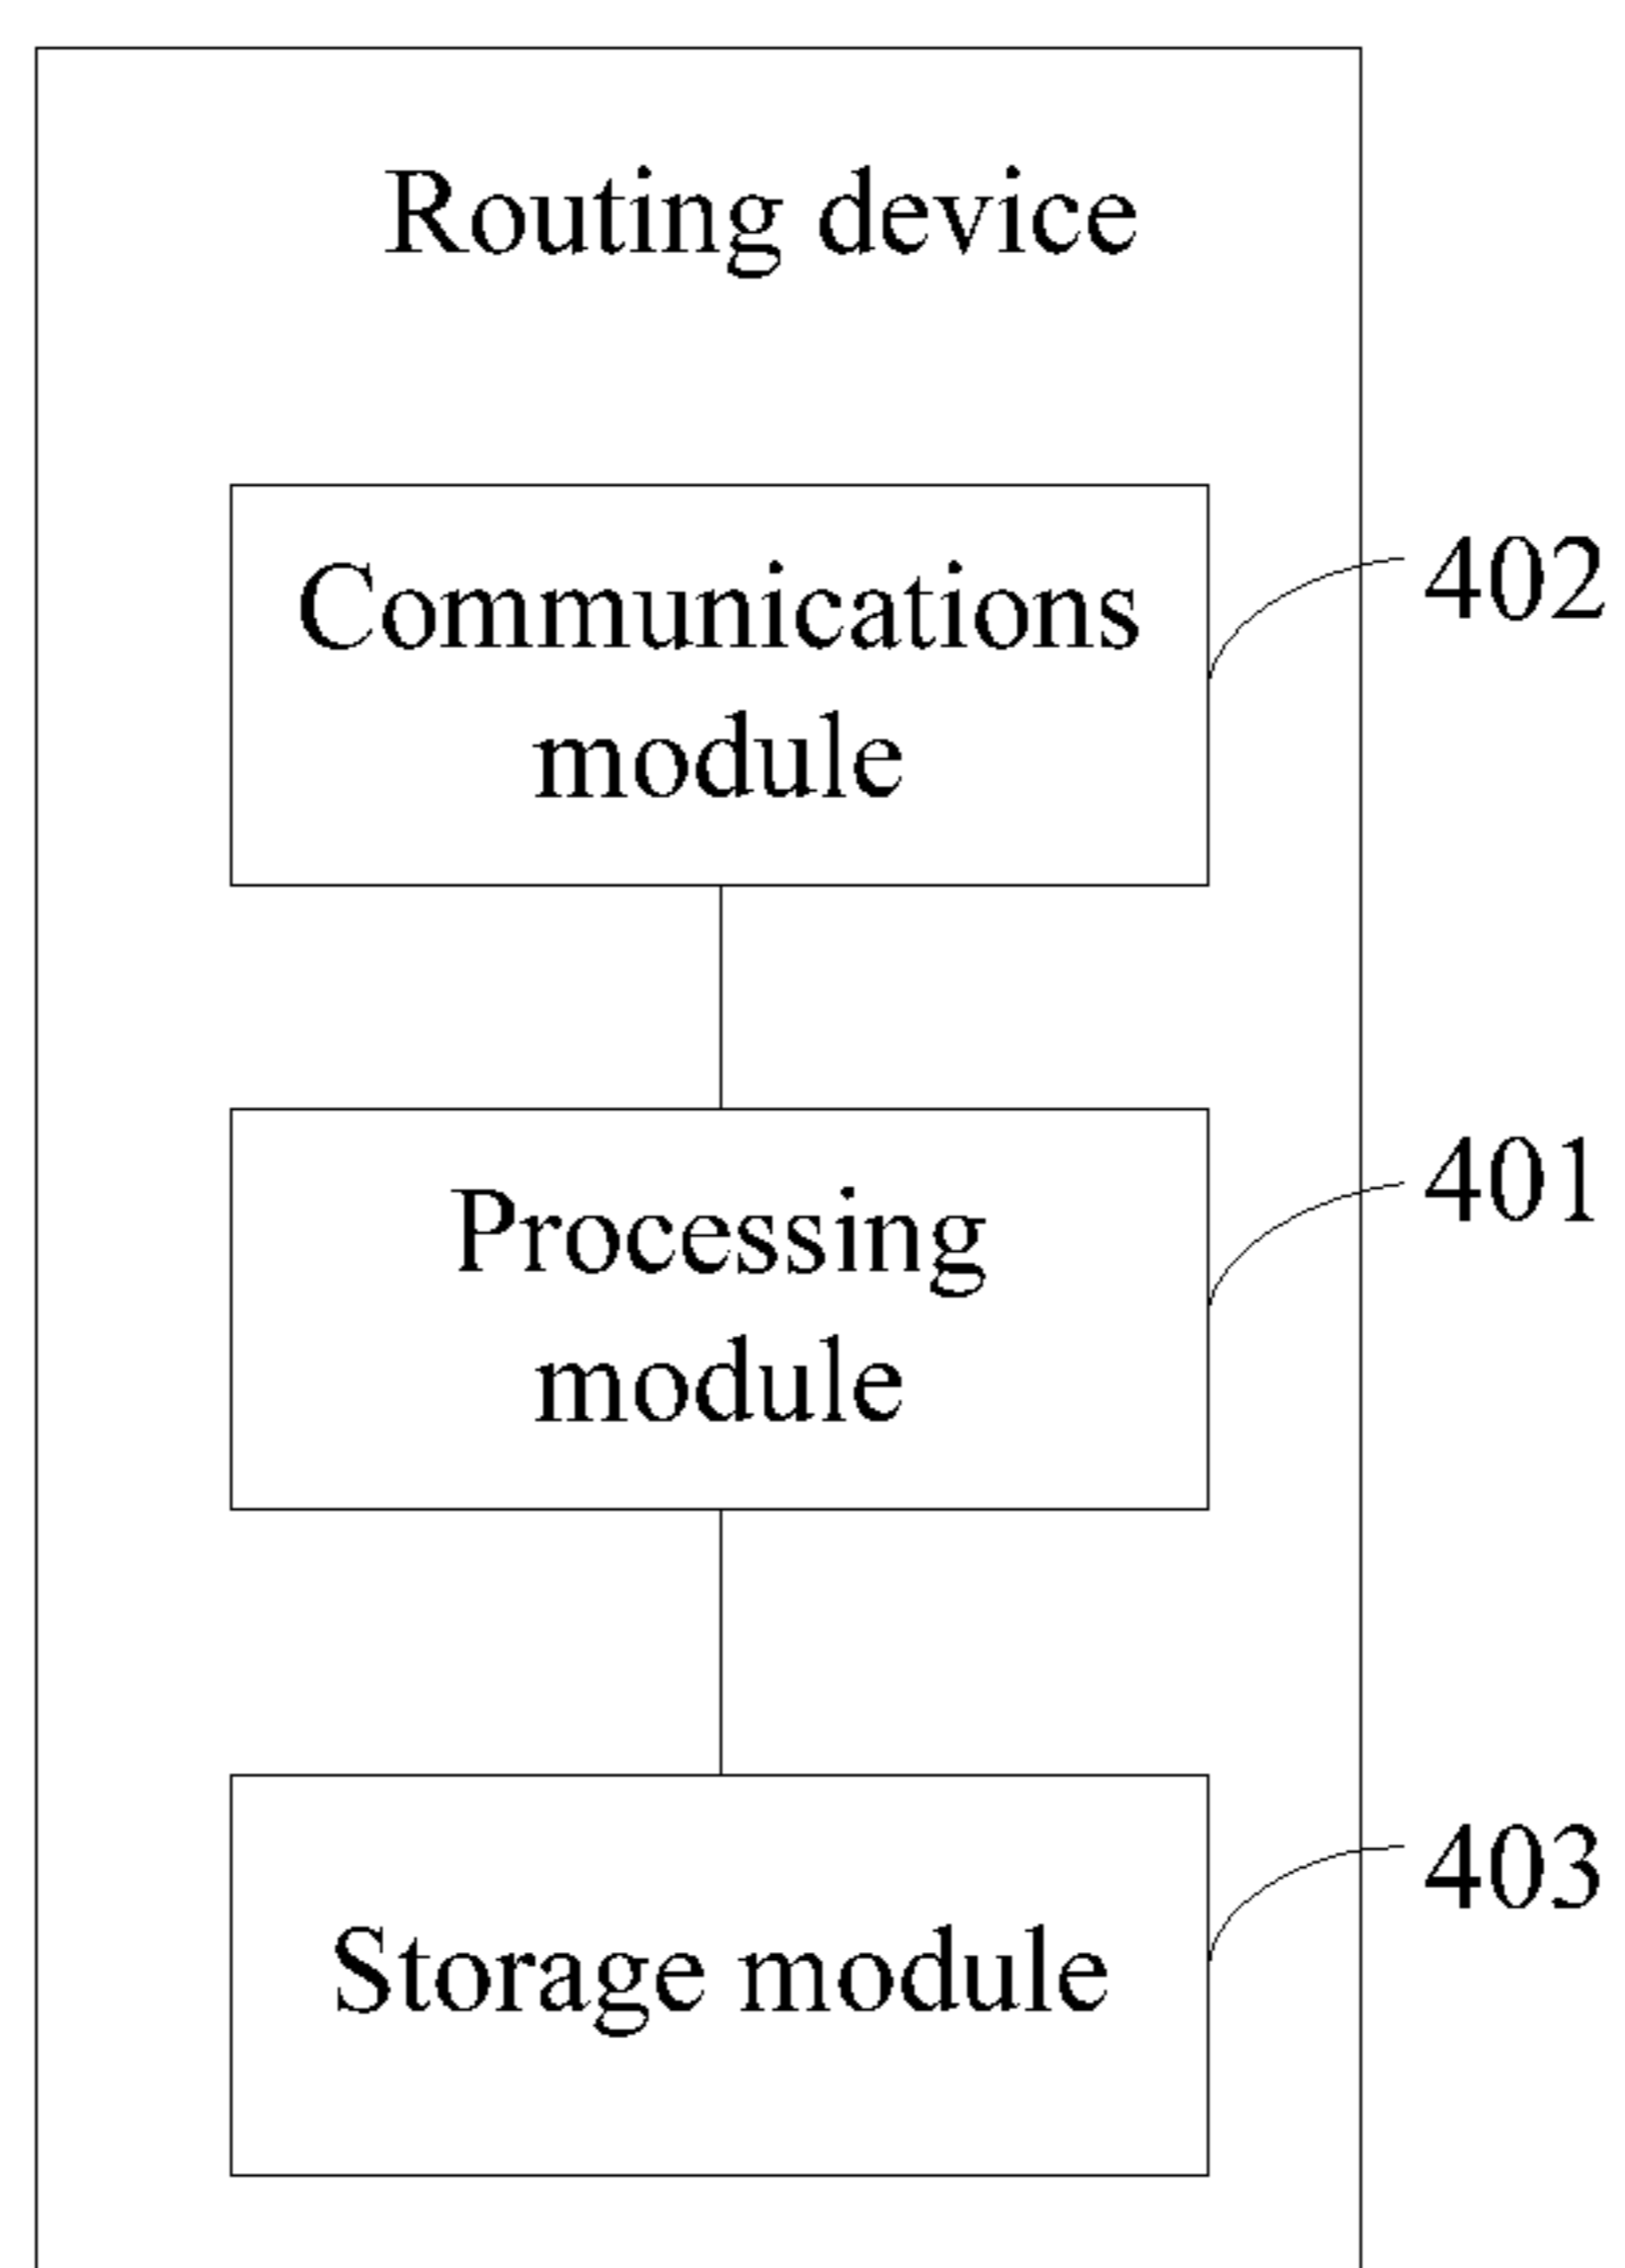 Routing device
Communications
module
402
Processing
module
401
Storage module
403